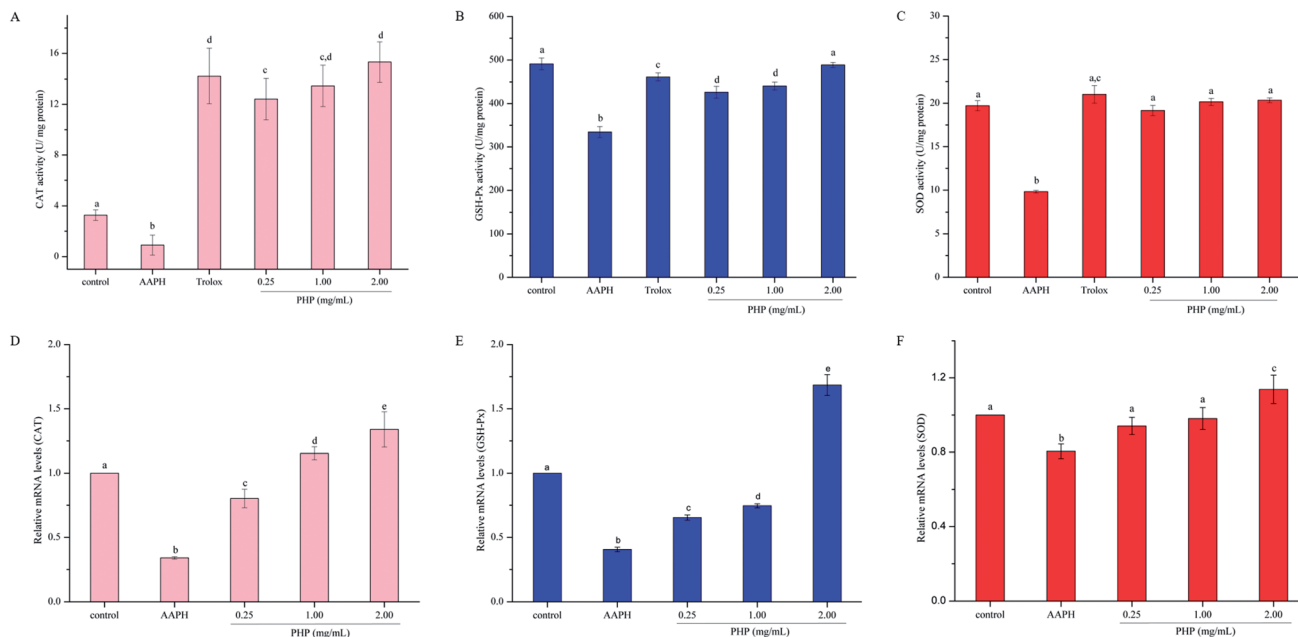 A
CAT activity (U/ mg protein)
16
12
8
4
0
a
b
d
c
c,d
d
control
AAPH
Trolox
0.25
1.00
2.00
PHP (mg/mL)
B
GSH-Px activity (U/mg protein)
600
500
400
300
200
100
0
a
b
c
d
d
a
control
AAPH
Trolox
0.25
1.00
2.00
PHP (mg/mL)
C
SOD activity (U/mg protein)
30
25
20
15
10
5
0
a
b
a,c
a
a
a
control
AAPH
Trolox
0.25
1.00
2.00
PHP (mg/mL)
D
Relative mRNA levels (CAT)
2.0
1.5
1.0
0.5
0.0
a
b
c
d
e
control
AAPH
0.25
1.00
2.00
PHP (mg/mL)
E
Relative mRNA levels (GSH-Px)
2.0
1.5
1.0
0.5
0.0
a
b
c
d
e
control
AAPH
0.25
1.00
2.00
PHP (mg/mL)
F
Relative mRNA levels (SOD)
1.2
0.8
0.4
0.0
a
b
a
a
c
control
AAPH
0.25
1.00
2.00
PHP (mg/mL)